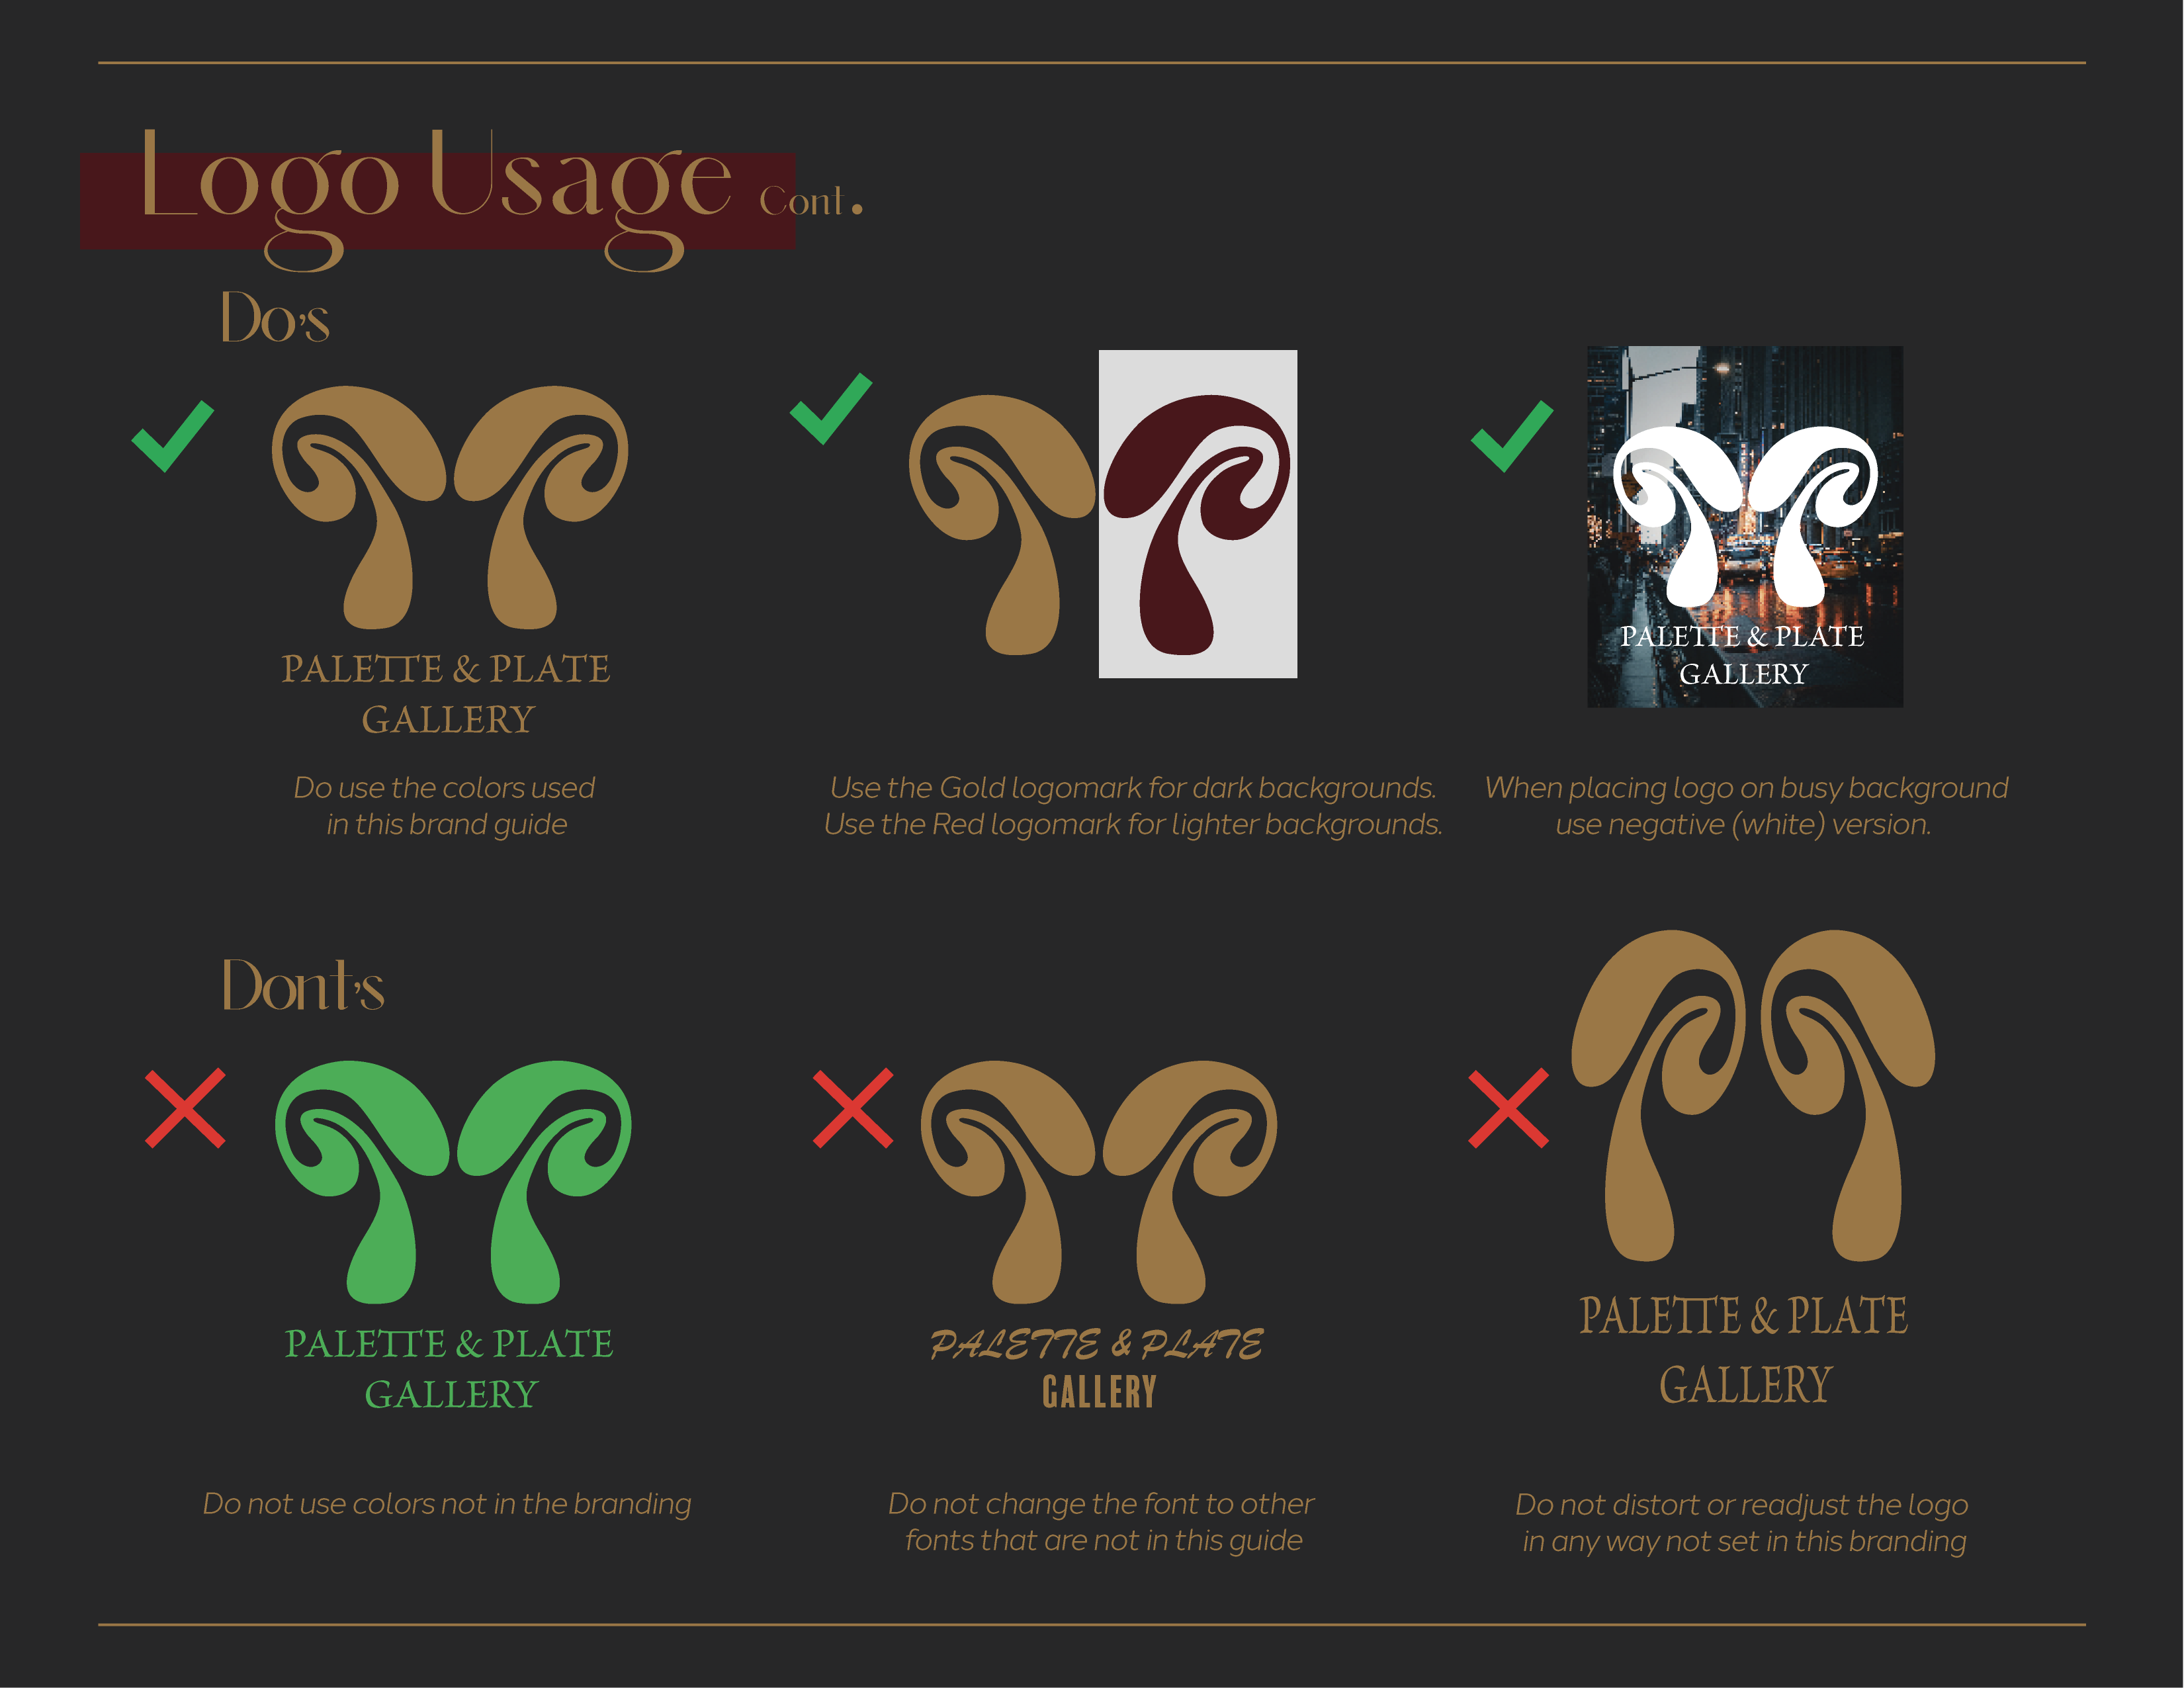 Logo Usage Cont.
Do's
PALETTE & PLATE
GALLERY
PALETTE & PLATE
GALLERY
Do use the colors used
in this brand guide
Use the Gold logomark for dark backgrounds.
Use the Red logomark for lighter backgrounds.
When placing logo on busy background
use negative (white) version.
Dont's
PALETTE & PLATE
GALLERY
PALETTE & PLATE
GALLERY
PALETTE & PLATE
GALLERY
Do not use colors not in the branding
Do not change the font to other
fonts that are not in this guide
Do not distort or readjust the logo
in any way not set in this branding